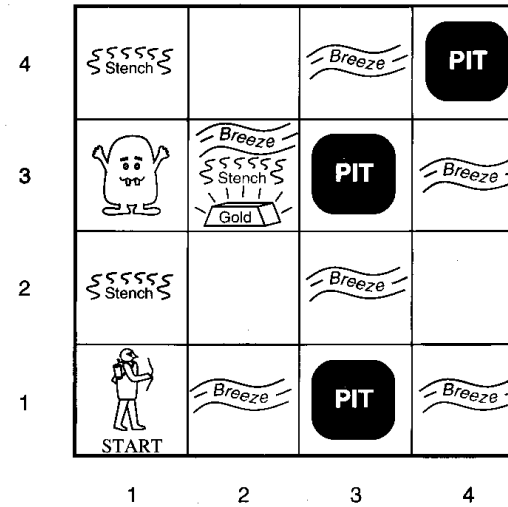 4
Stench
Breeze
PIT
3
Breeze
Stench
Gold
PIT
Breeze
2
Stench
Breeze
1
START
Breeze
PIT
Breeze
1 2 3 4